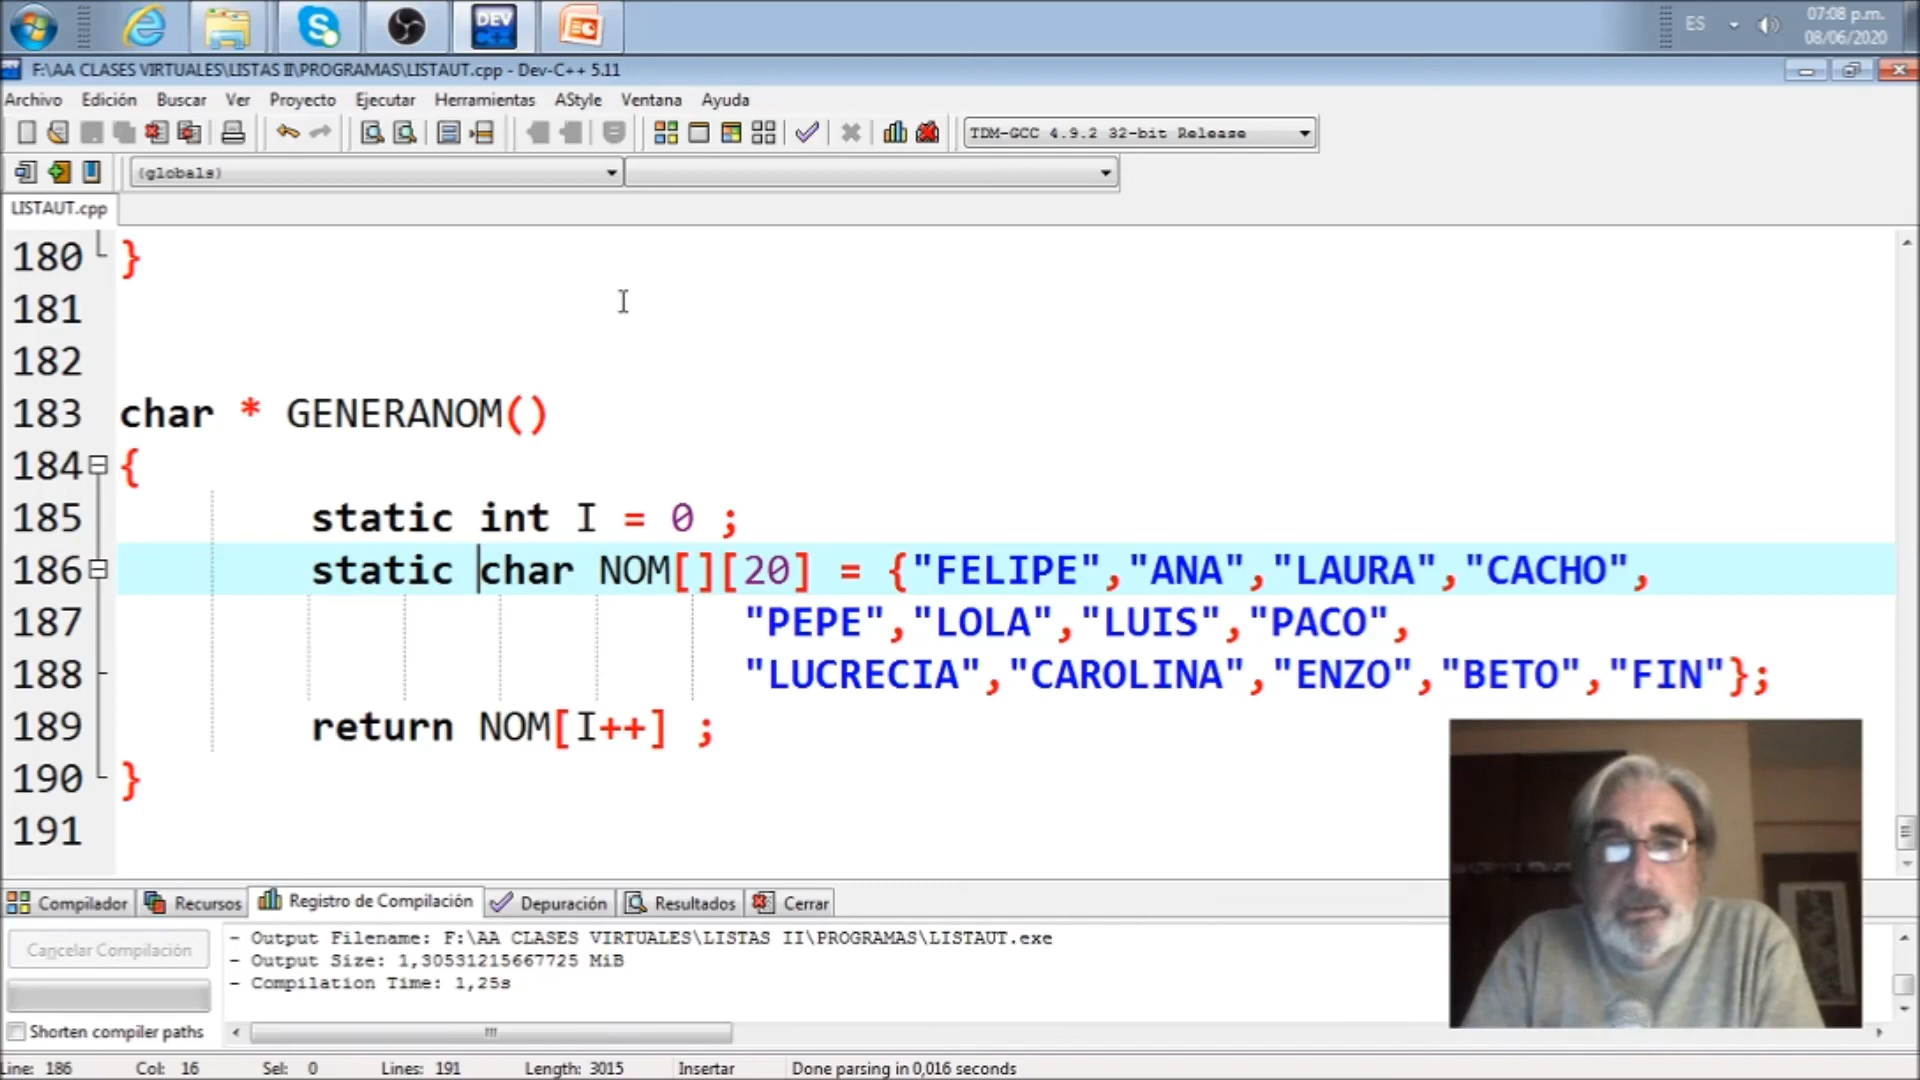 DEV
C++
ES
07:08 p.m.
08/06/2020
F:\AA CLASES VIRTUALES\LISTAS II\PROGRAMAS\LISTAUT.cpp - Dev-C++ 5.11
Archivo Edición Buscar Ver Proyecto Ejecutar Herramientas AStyle Ventana Ayuda
TDM-GCC 4.9.2 32-bit Release
(globals)
LISTAUT.cpp
180 }
181
182
183 char * GENERANOM()
184 {
185 static int I = 0 ;
186 static char NOM[][20] = {"FELIPE","ANA","LAURA","CACHO",
187 "PEPE","LOLA","LUIS","PACO",
188 "LUCRECIA","CAROLINA","ENZO","BETO","FIN"};
189 return NOM[I++] ;
190 }
191
Compilador Recursos Registro de Compilación Depuración Resultados Cerrar
Cancelar Compilación
- Output Filename: F:\AA CLASES VIRTUALES\LISTAS II\PROGRAMAS\LISTAUT.exe
- Output Size: 1,30531215667725 MiB
- Compilation Time: 1,25s
Shorten compiler paths
Line: 186 Col: 16 Sel: 0 Lines: 191 Length: 3015 Insertar Done parsing in 0,016 seconds